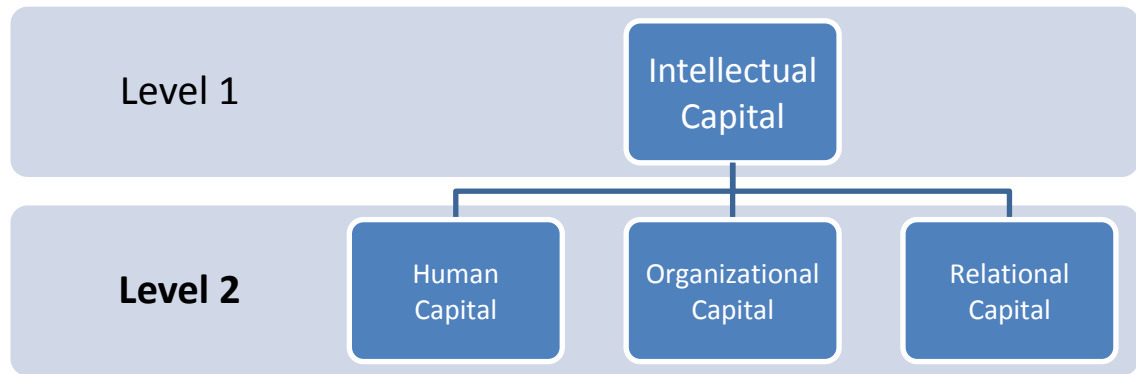 Level 1
Intellectual
Capital
Level 2
Human
Capital
Organizational
Capital
Relational
Capital